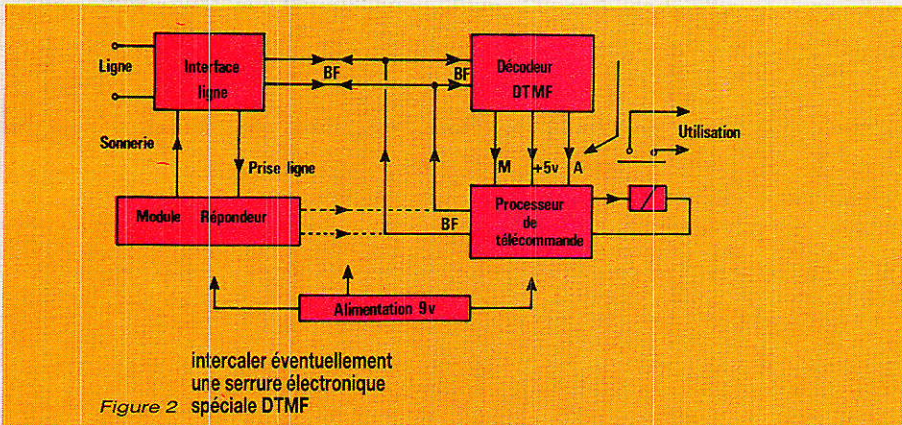 Ligne
Interface
ligne
BF
BF
Décodeur
DTMF
Utilisation
Sonnerie
Prise ligne
M
+5v
A
Module Répondeur
BF
Processeur
de
télécommande
Alimentation 9v
intercaler éventuellement
une serrure électronique
Figure 2 spéciale DTMF